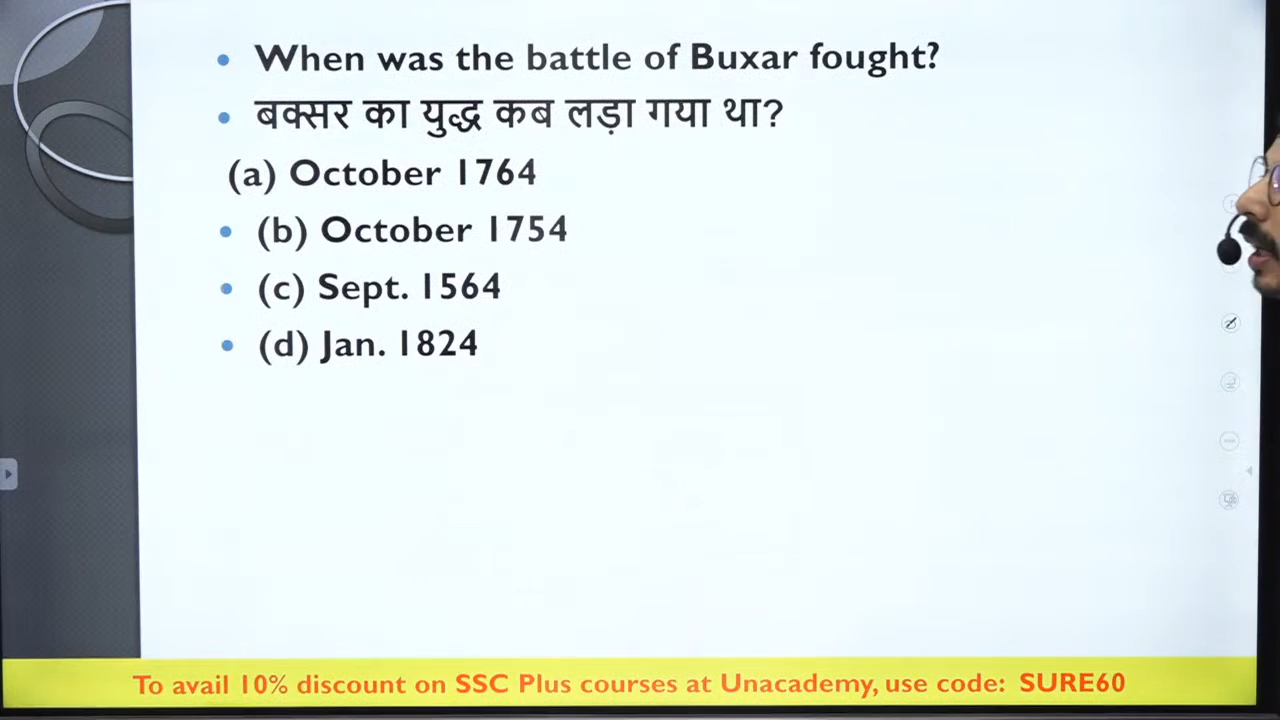 When was the battle of Buxar fought?
बक्सर का युद्ध कब लड़ा गया था?
(a) October 1764
(b) October 1754
(c) Sept. 1564
(d) Jan. 1824
To avail 10% discount on SSC Plus courses at Unacademy, use code: SURE60